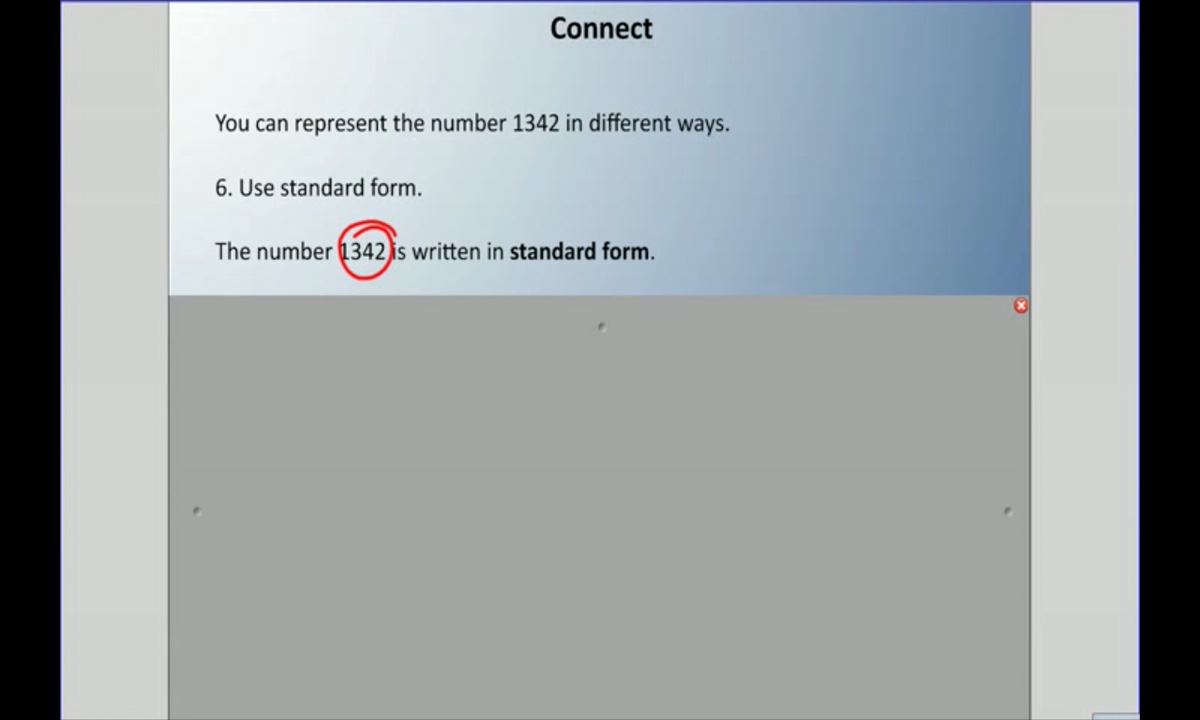 Connect
You can represent the number 1342 in different ways.
6. Use standard form.
The number 1342 is written in standard form.